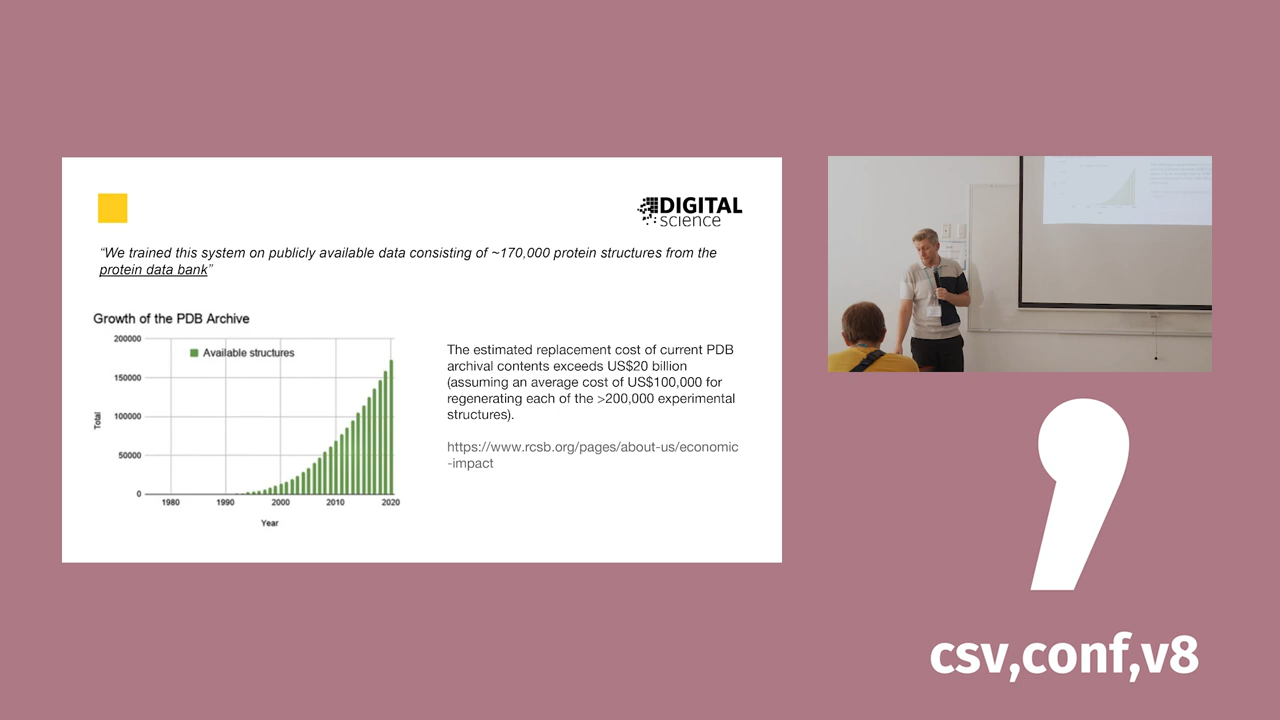 DIGITAL
science
“We trained this system on publicly available data consisting of ~170,000 protein structures from the
protein data bank”
Growth of the PDB Archive
200000
Available structures
150000
100000
50000
0
Total
1980
1990
2000
2010
2020
Year
The estimated replacement cost of current PDB
archival contents exceeds US$20 billion
(assuming an average cost of US$100,000 for
regenerating each of the >200,000 experimental
structures).
https://www.rcsb.org/pages/about-us/economic
-impact
csv,conf,v8